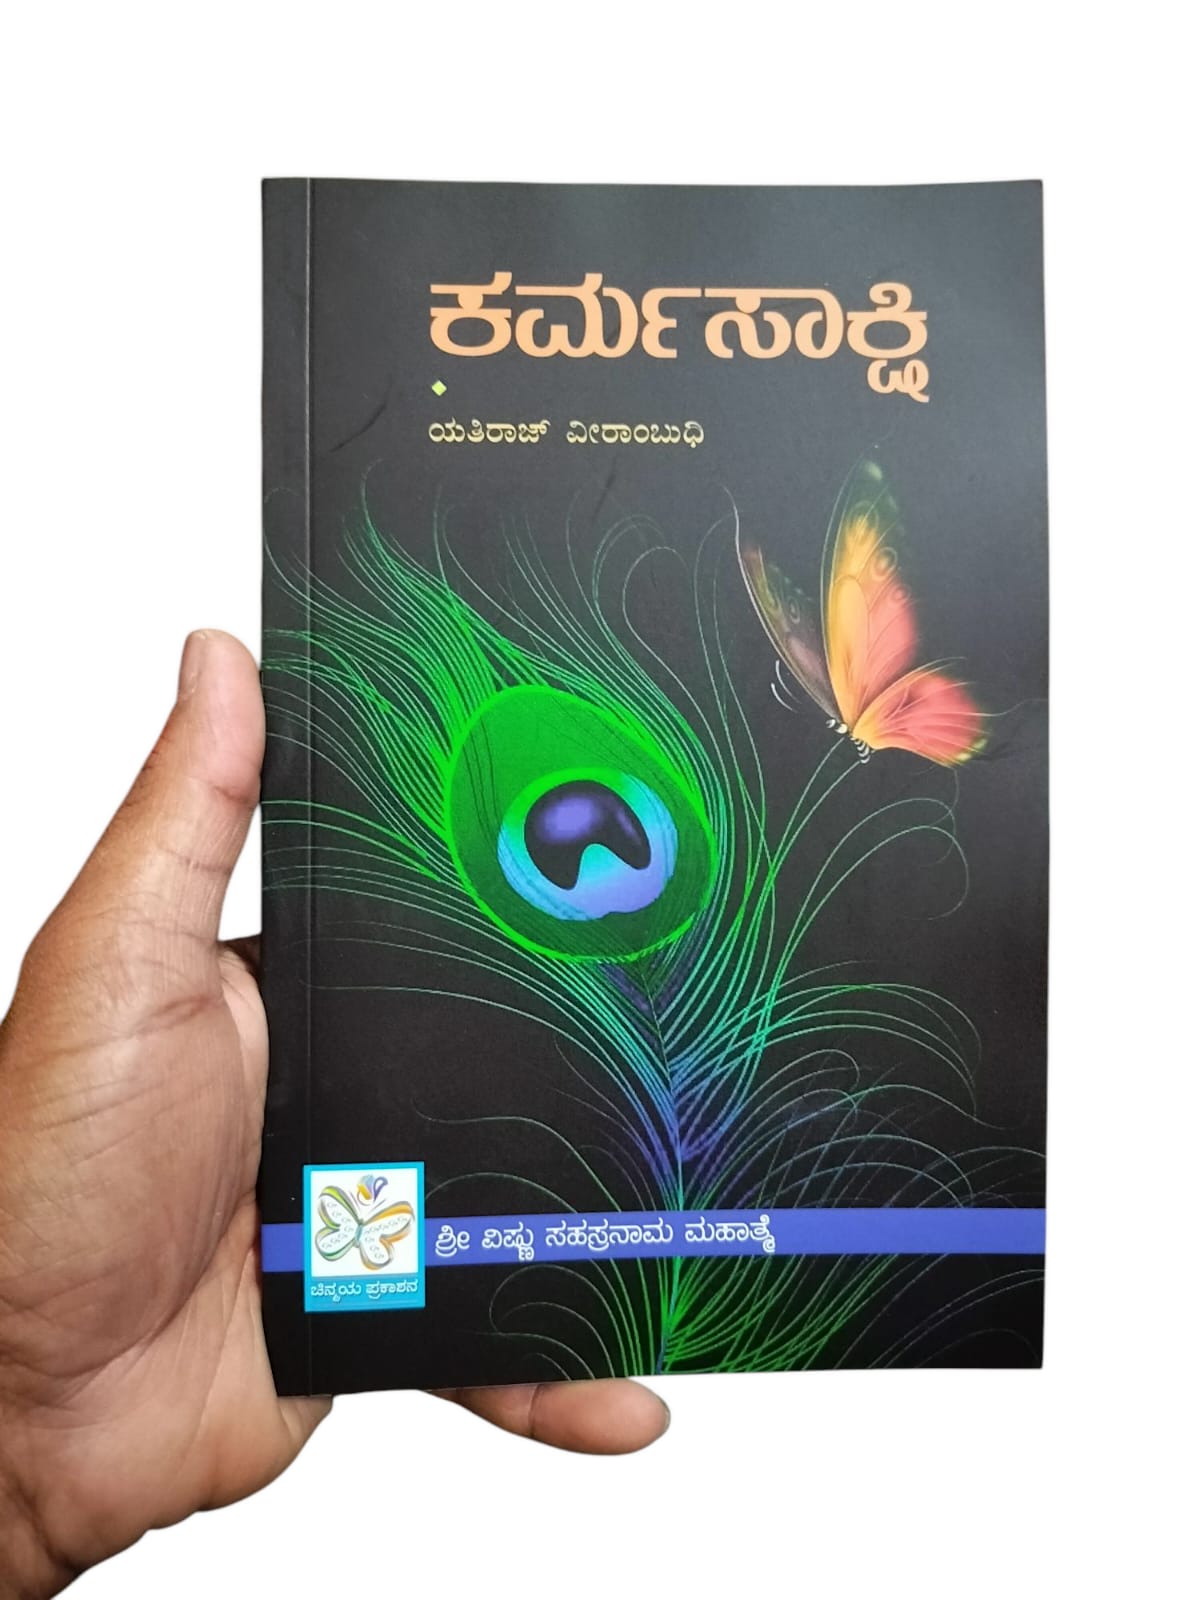 ಕರ್ಮಸಾಕ್ಷಿ
ಯತಿರಾಜ್ ವೀರಾಂಬುಧಿ
ಶ್ರೀ ವಿಷ್ಣು ಸಹಸ್ರನಾಮ ಮಹಾತ್ಮೆ
ಚಿನ್ಮಯ ಪ್ರಕಾಶನ